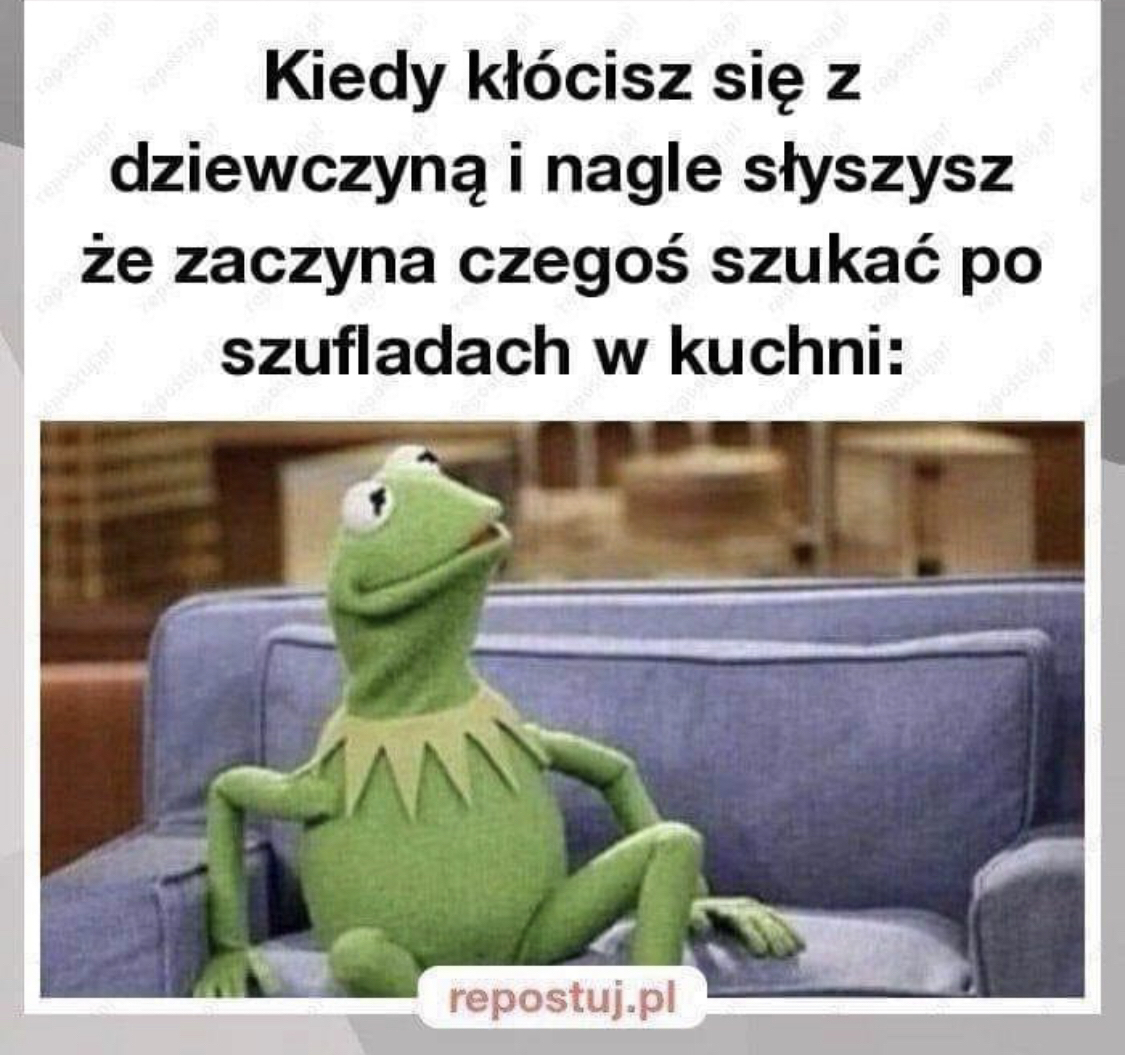 Kiedy kłócisz się z
dziewczyną i nagle słyszysz
że zaczyna czegoś szukać po
szufladach w kuchni:
repostuj.pl